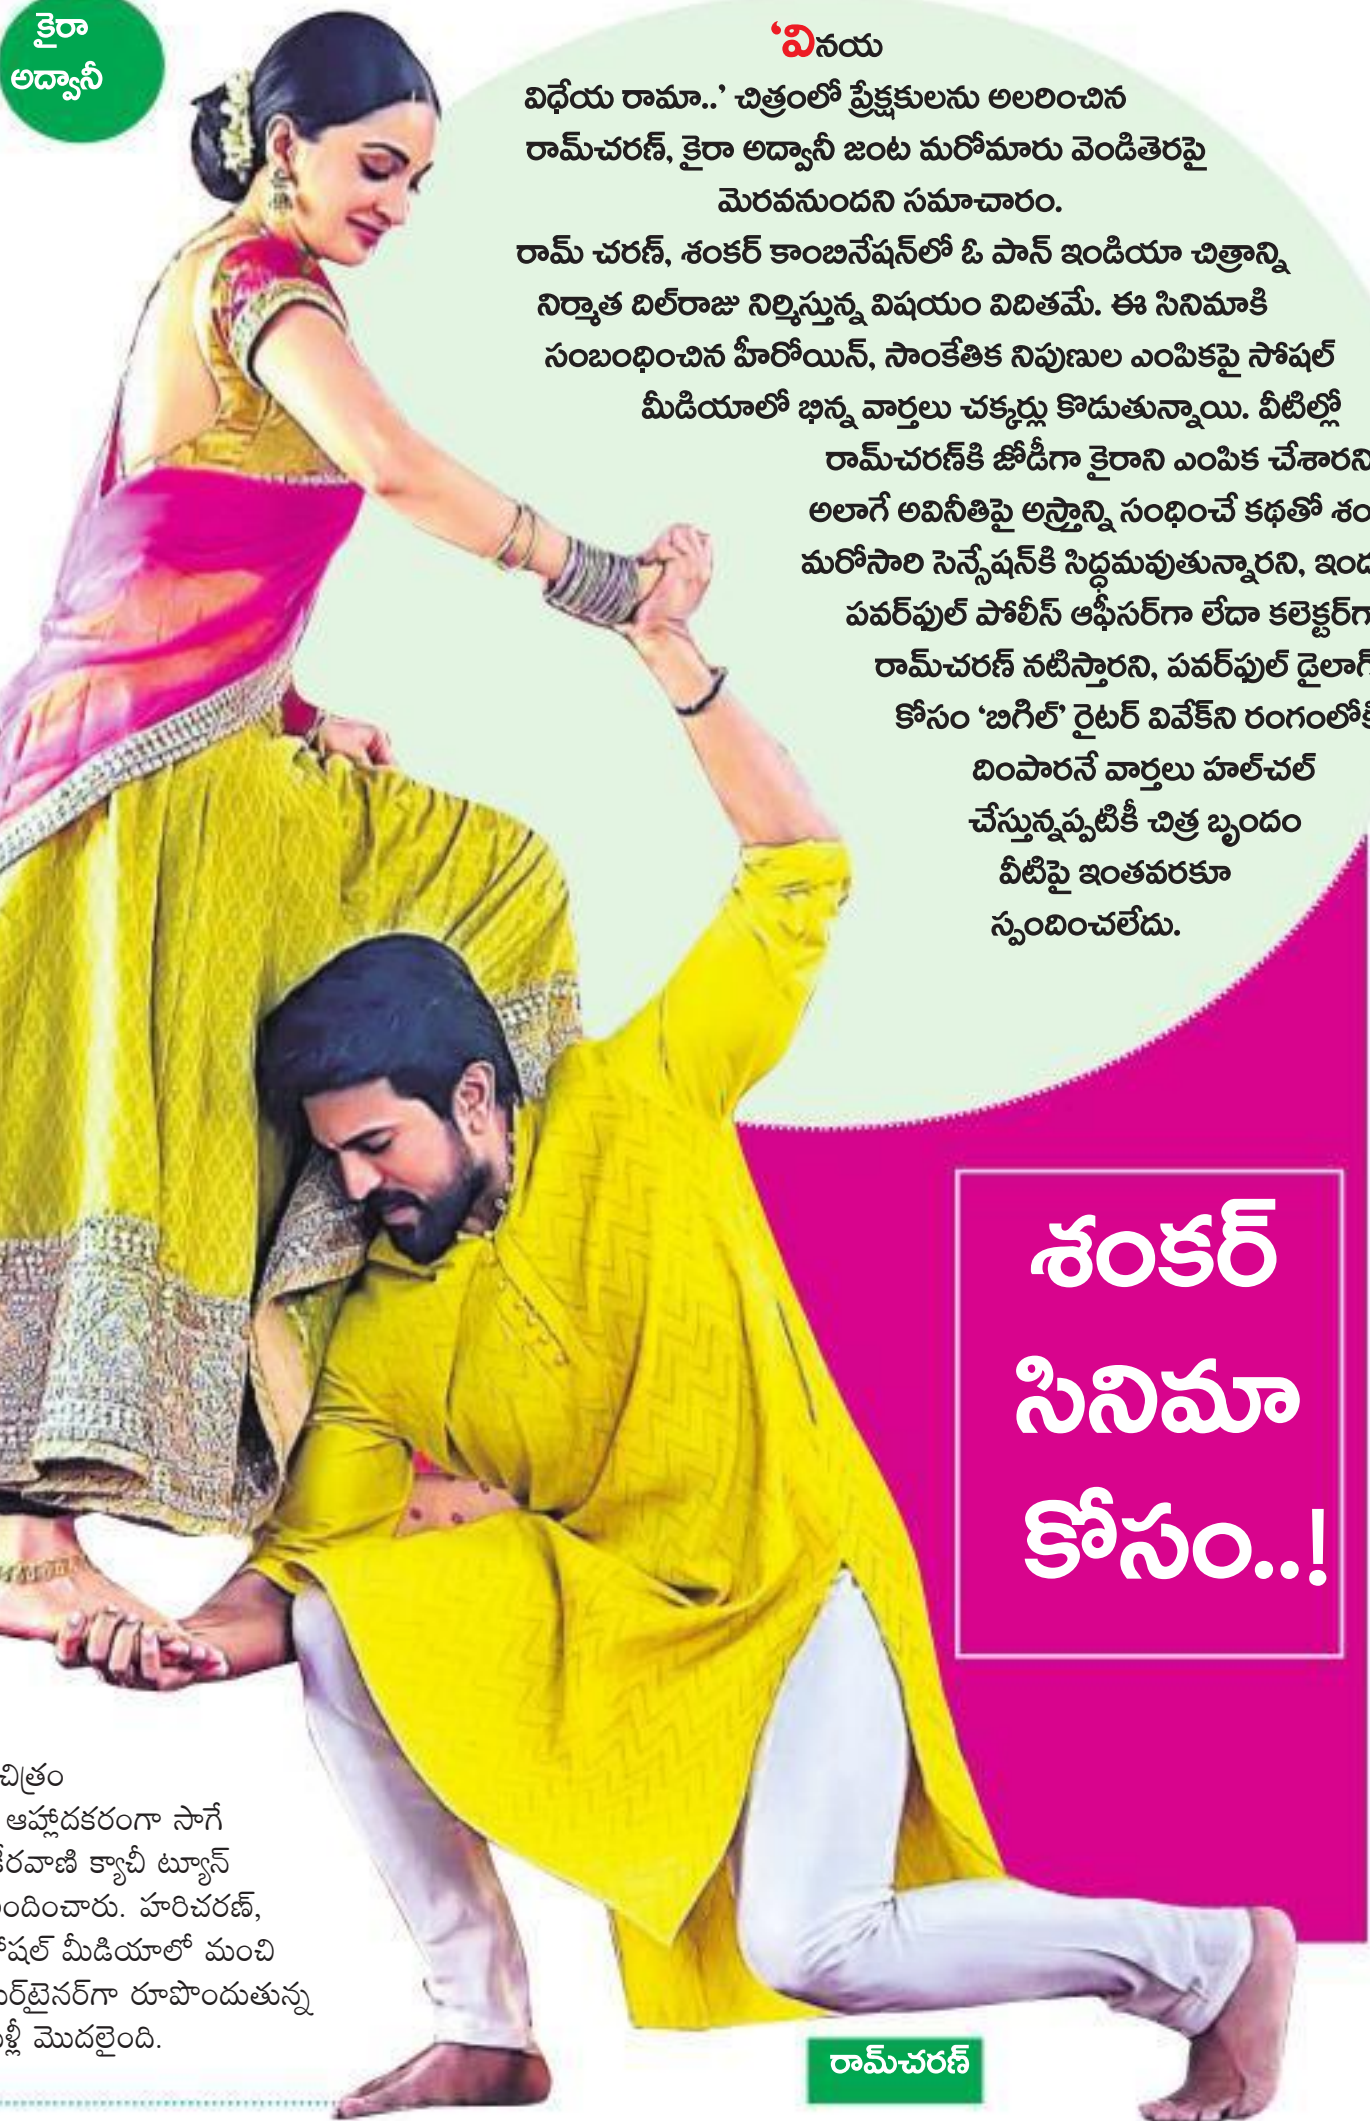 కైరా
అద్వానీ
‘వినయ
విధేయ రామా..’ చిత్రంలో ప్రేక్షకులను అలరించిన
రామ్‌చరణ్, కైరా అద్వానీ జంట మరోమారు వెండితెరపై
మెరవనుందని సమాచారం.
రామ్ చరణ్, శంకర్ కాంబినేషన్‌లో ఓ పాన్ ఇండియా చిత్రాన్ని
నిర్మాత దిల్‌రాజు నిర్మిస్తున్న విషయం విదితమే. ఈ సినిమాకి
సంబంధించిన హీరోయిన్, సాంకేతిక నిపుణుల ఎంపికపై సోషల్
మీడియాలో భిన్న వార్తలు చక్కర్లు కొడుతున్నాయి. వీటిల్లో
రామ్‌చరణ్‌కి జోడీగా కైరాని ఎంపిక చేశారని
అలాగే అవినీతిపై అస్త్రాన్ని సంధించే కథతో
మరోసారి సెన్సేషన్‌కి సిద్ధమవుతున్నారని,
పవర్‌ఫుల్ పోలీస్ ఆఫీసర్‌గా లేదా కలెక్టర్‌గా
రామ్‌చరణ్ నటిస్తారని, పవర్‌ఫుల్ డైలాగ్
కోసం ‘బిగిల్’ రైటర్ వివేక్‌ని రంగంలోకి
దింపారనే వార్తలు హల్‌చల్
చేస్తున్నప్పటికీ చిత్ర బృందం
వీటిపై ఇంతవరకూ
స్పందించలేదు.
శంకర్
సినిమా
కోసం..!
చిత్రం
ఆహ్లాదకరంగా సాగే
క్యాచీ ట్యూన్
హరిచరణ్,
మీడియాలో మంచి
రూపొందుతున్న
మొదలైంది.
రామ్‌చరణ్